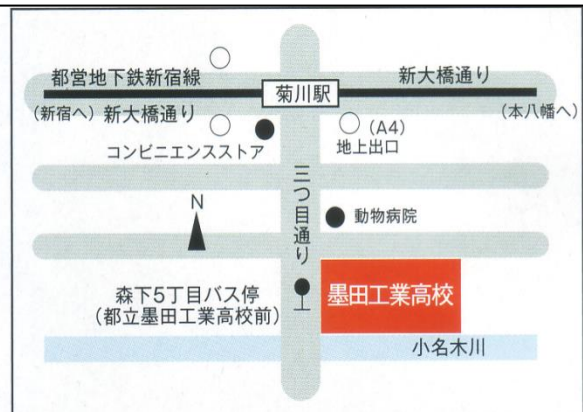 都営地下鉄新宿線
新大橋通り
菊川駅
(新宿へ)
新大橋通り
(本八幡へ)
コンビニエンスストア
(A4)
地上出口
三つ目通り
N
動物病院
森下5丁目バス停
(都立墨田工業高校前)
墨田工業高校
小名木川